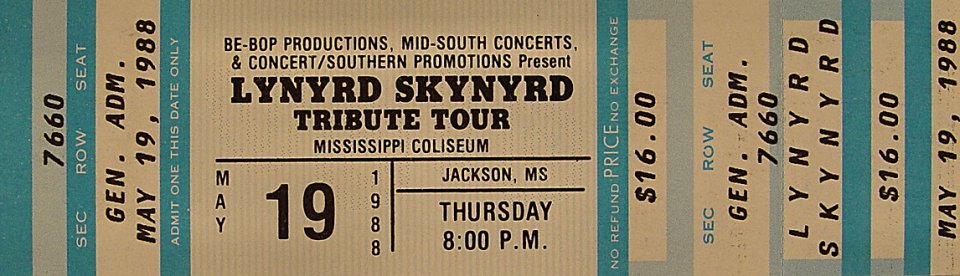 7660
SEC ROW SEAT
GEN. ADM.
MAY 19, 1988
ADMIT ONE THIS DATE ONLY
BE-BOP PRODUCTIONS, MID-SOUTH CONCERTS,
& CONCERT/SOUTHERN PROMOTIONS Present
LYNYRD SKYNYRD
TRIBUTE TOUR
MISSISSIPPI COLISEUM
MAY
19
1988
JACKSON, MS
THURSDAY
8:00 P.M.
NO REFUND PRICE NO EXCHANGE
$16.00
SEC ROW SEAT
GEN. ADM.
7660
LYNYRD
SKYNYRD
$16.00
MAY 19, 1988